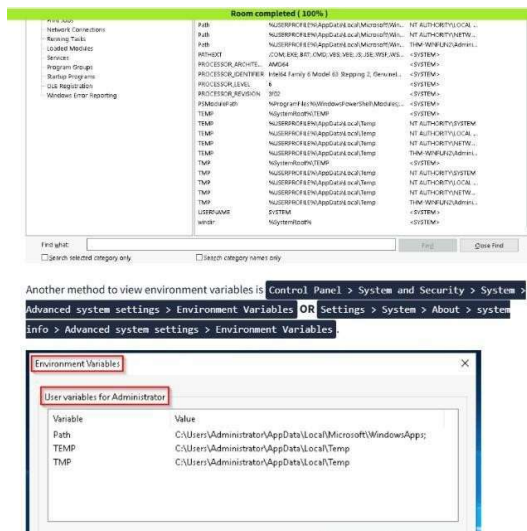 Room completed ( 100% )
Print Jobs
Network Connections
Running Tasks
Loaded Modules
Services
Program Groups
Startup Programs
OLE Registration
Windows Error Reporting
Path %USERPROFILE%\AppData\Local\Microsoft\Win... NT AUTHORITY\LOCAL ...
Path %USERPROFILE%\AppData\Local\Microsoft\Win... NT AUTHORITY\NETW...
Path %USERPROFILE%\AppData\Local\Microsoft\Win... THM-WINFUN2\Admini...
PATHEXT .COM;.EXE;.BAT;.CMD;.VBS;.VBE;.JS;.JSE;.WSF;.WS... <SYSTEM>
PROCESSOR_ARCHITE... AMD64 <SYSTEM>
PROCESSOR_IDENTIFIER Intel64 Family 6 Model 63 Stepping 2, GenuineI... <SYSTEM>
PROCESSOR_LEVEL 6 <SYSTEM>
PROCESSOR_REVISION 3f02 <SYSTEM>
PSModulePath %ProgramFiles%\WindowsPowerShell\Modules;... <SYSTEM>
TEMP %SystemRoot%\TEMP <SYSTEM>
TEMP %USERPROFILE%\AppData\Local\Temp NT AUTHORITY\SYSTEM
TEMP %USERPROFILE%\AppData\Local\Temp NT AUTHORITY\LOCAL ...
TEMP %USERPROFILE%\AppData\Local\Temp NT AUTHORITY\NETW...
TEMP %USERPROFILE%\AppData\Local\Temp THM-WINFUN2\Admini...
TMP %SystemRoot%\TEMP <SYSTEM>
TMP %USERPROFILE%\AppData\Local\Temp NT AUTHORITY\SYSTEM
TMP %USERPROFILE%\AppData\Local\Temp NT AUTHORITY\LOCAL ...
TMP %USERPROFILE%\AppData\Local\Temp NT AUTHORITY\NETW...
TMP %USERPROFILE%\AppData\Local\Temp THM-WINFUN2\Admini...
USERNAME SYSTEM <SYSTEM>
windir %SystemRoot% <SYSTEM>
Find what: Find Close Find
Search selected category only Search category names only
Another method to view environment variables is Control Panel > System and Security > System >
Advanced system settings > Environment Variables OR Settings > System > About > system
info > Advanced system settings > Environment Variables.
Environment Variables
User variables for Administrator
Variable Value
Path C:\Users\Administrator\AppData\Local\Microsoft\WindowsApps;
TEMP C:\Users\Administrator\AppData\Local\Temp
TMP C:\Users\Administrator\AppData\Local\Temp